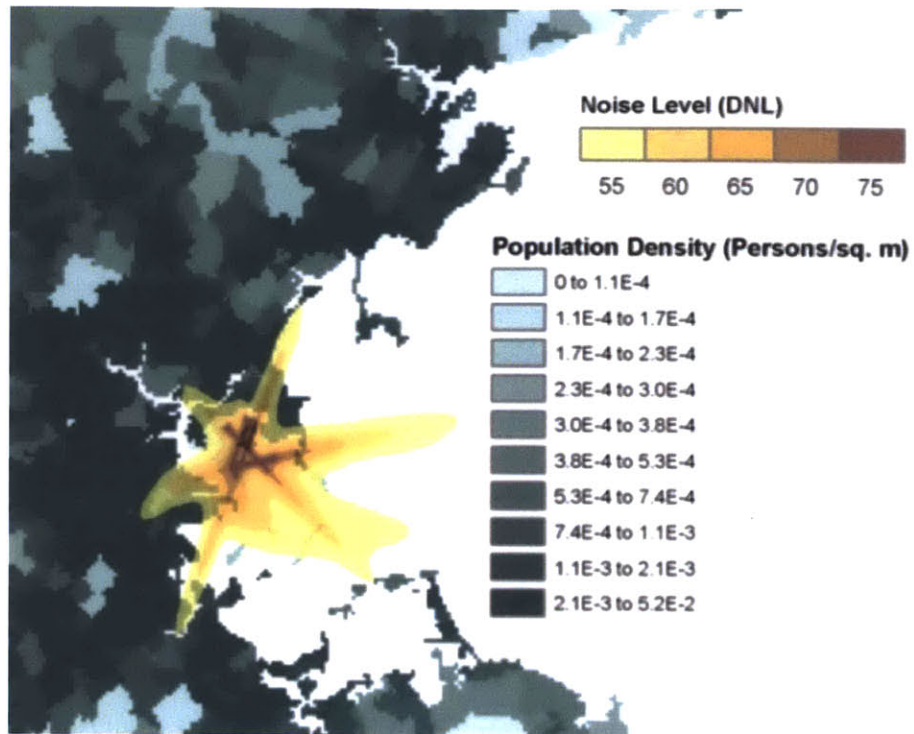 Noise Level (DNL)
55 60 65 70 75
Population Density (Persons/sq. m)
0 to 1.1E-4
1.1E-4 to 1.7E-4
1.7E-4 to 2.3E-4
2.3E-4 to 3.0E-4
3.0E-4 to 3.8E-4
3.8E-4 to 5.3E-4
5.3E-4 to 7.4E-4
7.4E-4 to 1.1E-3
1.1E-3 to 2.1E-3
2.1E-3 to 5.2E-2